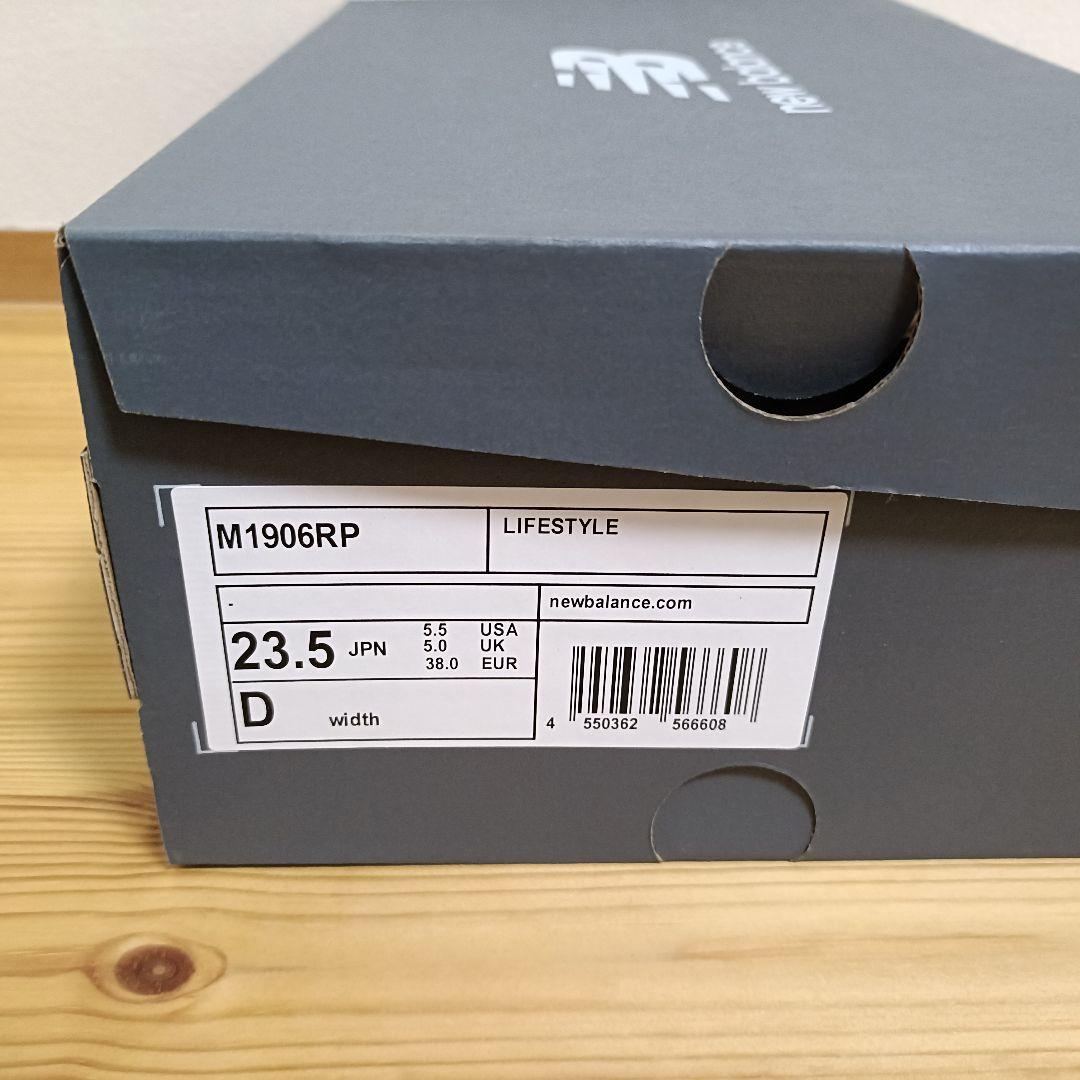 new balance
M1906RP
LIFESTYLE
-
newbalance.com
23.5 JPN
5.5 USA
5.0 UK
38.0 EUR
D width
4 550362 566608